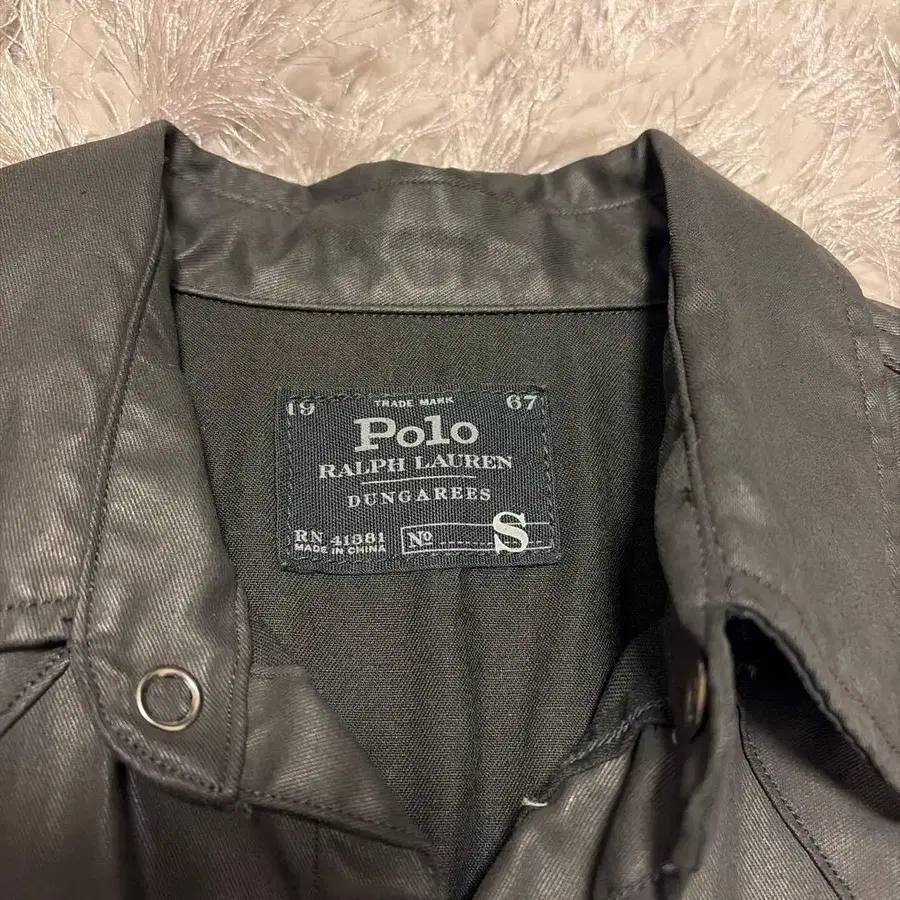 19 TRADE MARK 67
Polo
RALPH LAUREN
DUNGAREES
RN 41381 No S
MADE IN CHINA